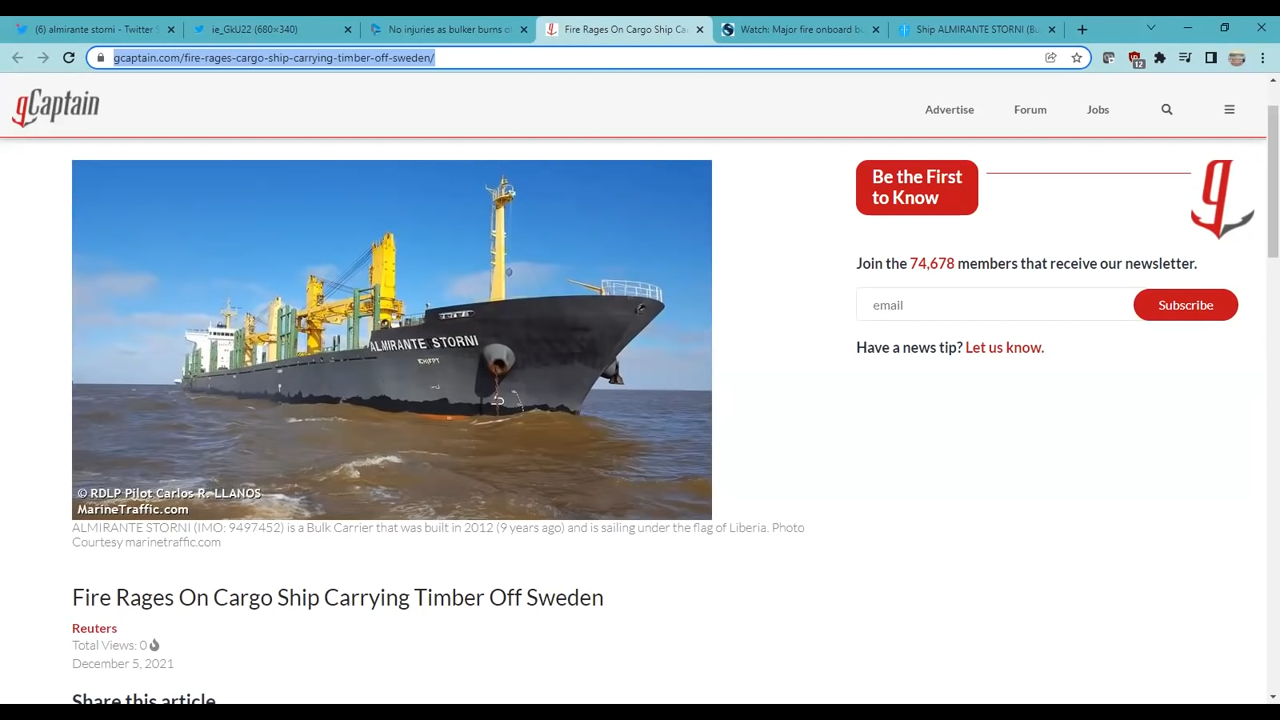 (6) almirante storni - Twitter S
ie_GkU22 (680×340)
No injuries as bulker burns o
Fire Rages On Cargo Ship Ca
Watch: Major fire onboard b
Ship ALMIRANTE STORNI (Bu
gcaptain.com/fire-rages-cargo-ship-carrying-timber-off-sweden/
12
gCaptain
Advertise
Forum
Jobs
ALMIRANTE STORNI
© RDLP Pilot Carlos R. LLANOS
MarineTraffic.com
ALMIRANTE STORNI (IMO: 9497452) is a Bulk Carrier that was built in 2012 (9 years ago) and is sailing under the flag of Liberia. Photo
Courtesy marinetraffic.com
Be the First
to Know
g
Join the 74,678 members that receive our newsletter.
email
Subscribe
Have a news tip? Let us know.
Fire Rages On Cargo Ship Carrying Timber Off Sweden
Reuters
Total Views: 0
December 5, 2021
Share this article